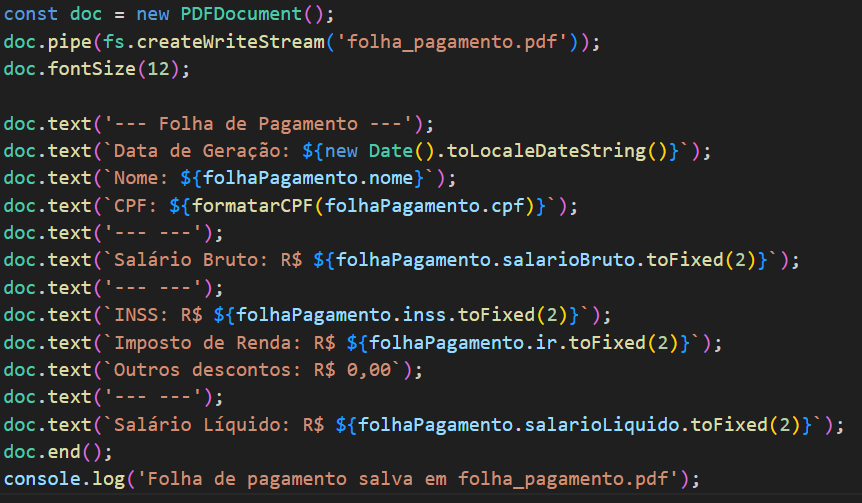 const doc = new PDFDocument();
doc.pipe(fs.createWriteStream('folha_pagamento.pdf'));
doc.fontSize(12);

doc.text('--- Folha de Pagamento ---');
doc.text(`Data de Geração: ${new Date().toLocaleDateString()}`);
doc.text(`Nome: ${folhaPagamento.nome}`);
doc.text(`CPF: ${formatarCPF(folhaPagamento.cpf)}`);
doc.text('--- ---');
doc.text(`Salário Bruto: R$ ${folhaPagamento.salarioBruto.toFixed(2)}`);
doc.text('--- ---');
doc.text(`INSS: R$ ${folhaPagamento.inss.toFixed(2)}`);
doc.text(`Imposto de Renda: R$ ${folhaPagamento.ir.toFixed(2)}`);
doc.text(`Outros descontos: R$ 0,00`);
doc.text('--- ---');
doc.text(`Salário Líquido: R$ ${folhaPagamento.salarioLiquido.toFixed(2)}`);
doc.end();
console.log('Folha de pagamento salva em folha_pagamento.pdf');